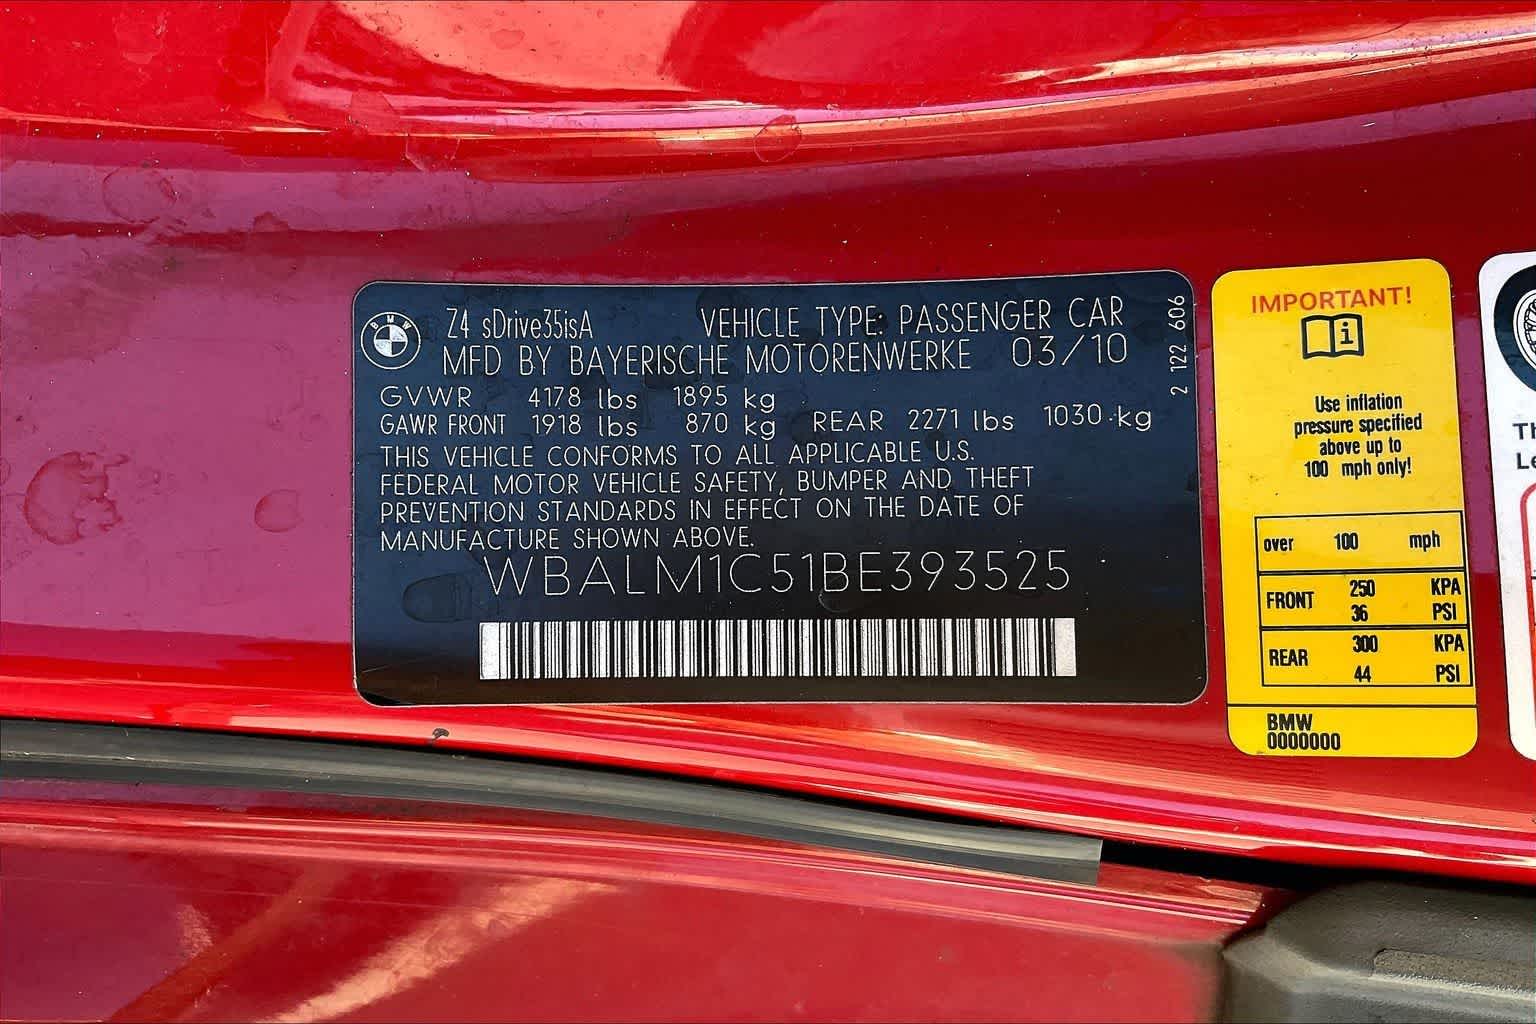 BMW
Z4 sDrive35isA VEHICLE TYPE: PASSENGER CAR
MFD BY BAYERISCHE MOTORENWERKE 03/10
GVWR 4178 lbs 1895 kg
GAWR FRONT 1918 lbs 870 kg REAR 2271 lbs 1030 kg
THIS VEHICLE CONFORMS TO ALL APPLICABLE U.S.
FEDERAL MOTOR VEHICLE SAFETY, BUMPER AND THEFT
PREVENTION STANDARDS IN EFFECT ON THE DATE OF
MANUFACTURE SHOWN ABOVE.
WBALM1C51BE393525
2 122 606
IMPORTANT!
i
Use inflation
pressure specified
above up to
100 mph only!
over 100 mph
FRONT 250 KPA
36 PSI
REAR 300 KPA
44 PSI
BMW
0000000